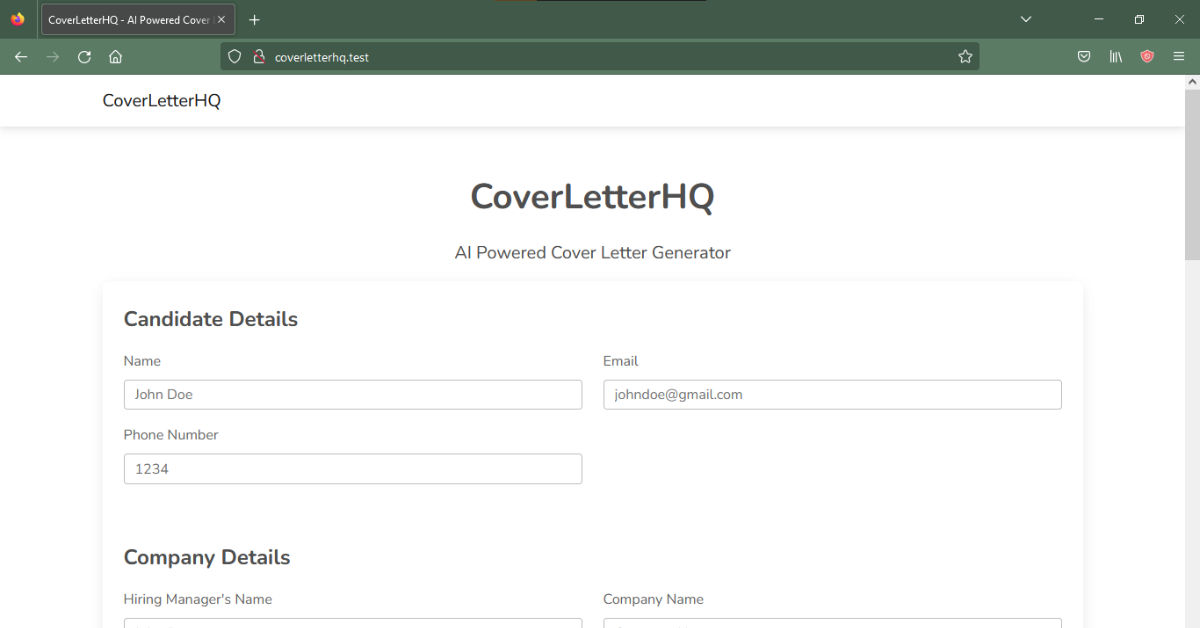 CoverLetterHQ - AI Powered Cover
coverletterhq.test
CoverLetterHQ
CoverLetterHQ
AI Powered Cover Letter Generator
Candidate Details
Name
Email
John Doe
johndoe@gmail.com
Phone Number
1234
Company Details
Hiring Manager's Name
Company Name